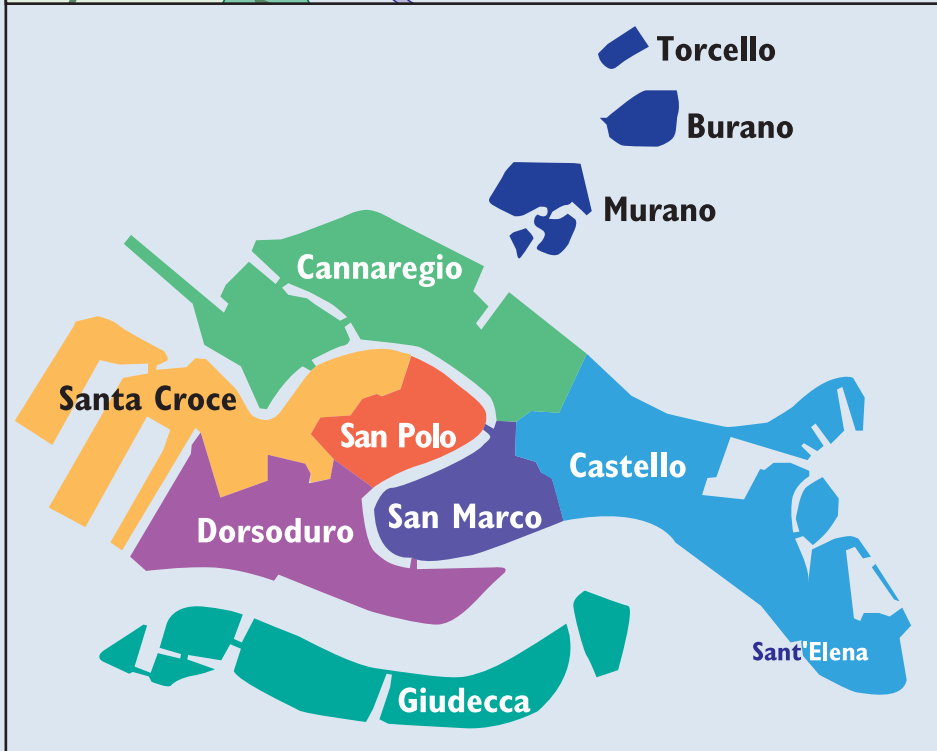 Torcello
Burano
Murano
Cannaregio
Santa Croce
San Polo
Castello
San Marco
Dorsoduro
Sant'Elena
Giudecca